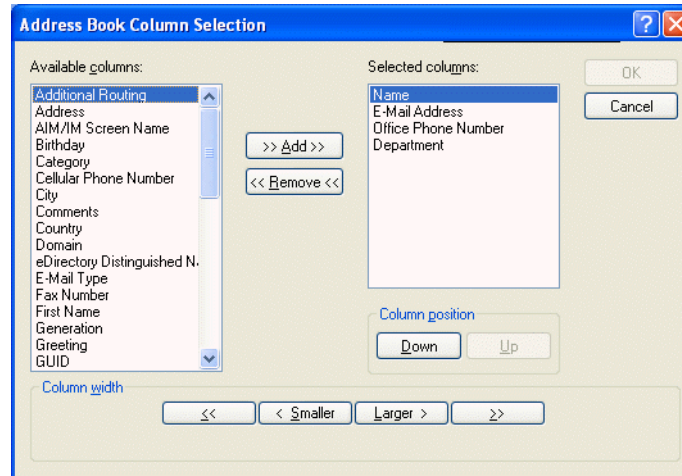 Address Book Column Selection
Available columns:
Additional Routing
Address
AIM/IM Screen Name
Birthday
Category
Cellular Phone Number
City
Comments
Country
Domain
eDirectory Distinguished N
E-Mail Type
Fax Number
First Name
Generation
Greeting
GUID
>> Add >>
<< Remove <<
Selected columns:
Name
E-Mail Address
Office Phone Number
Department
OK
Cancel
Column position
Down
Up
Column width
<<
< Smaller
Larger >
>>